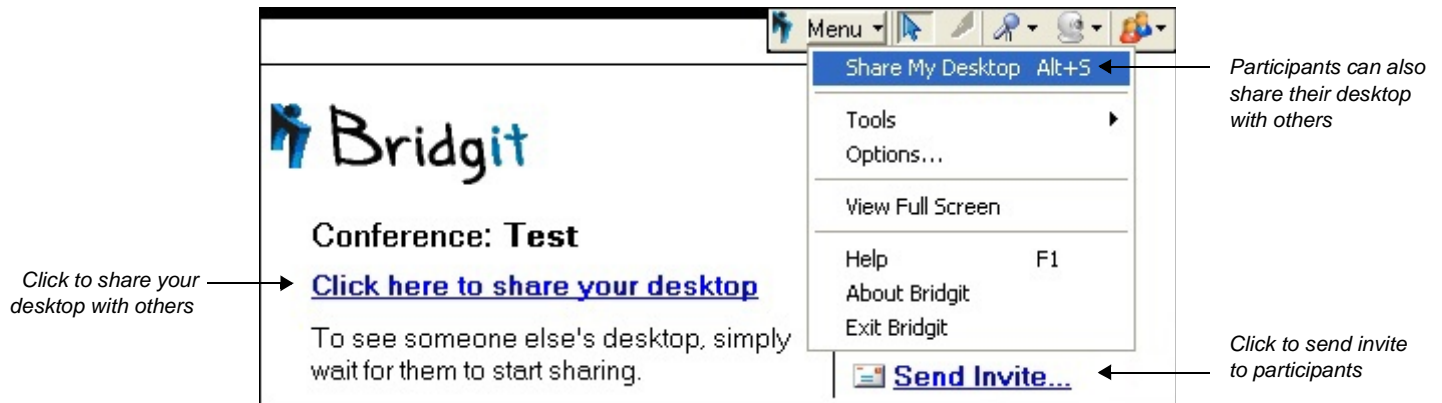 Menu
Share My Desktop Alt+S
Tools
Options...
View Full Screen
Help F1
About Bridgit
Exit Bridgit
Participants can also
share their desktop
with others
Bridgit
Conference: Test
Click to share your
desktop with others
Click here to share your desktop
To see someone else's desktop, simply
wait for them to start sharing.
Send Invite...
Click to send invite
to participants